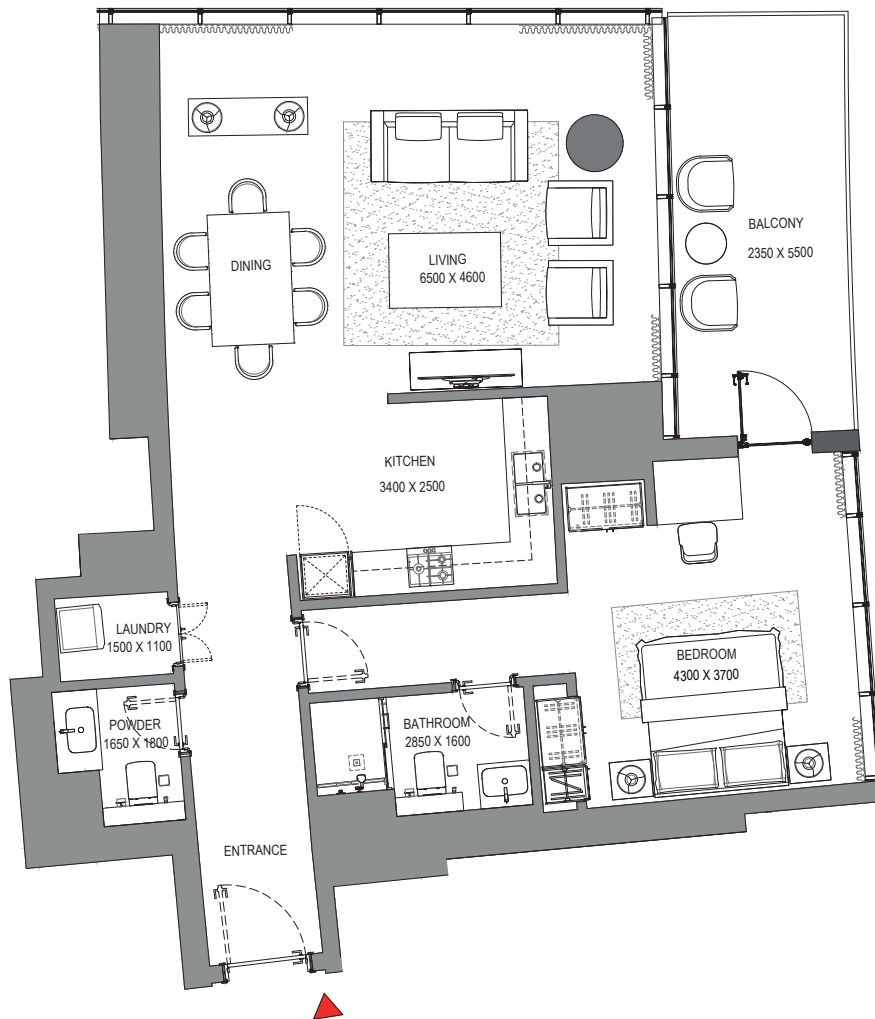 BALCONY
2350 X 5500
LIVING
6500 X 4600
DINING
KITCHEN
3400 X 2500
LAUNDRY
1500 X 1100
BEDROOM
4300 X 3700
POWDER
1650 X 1800
BATHROOM
2850 X 1600
ENTRANCE